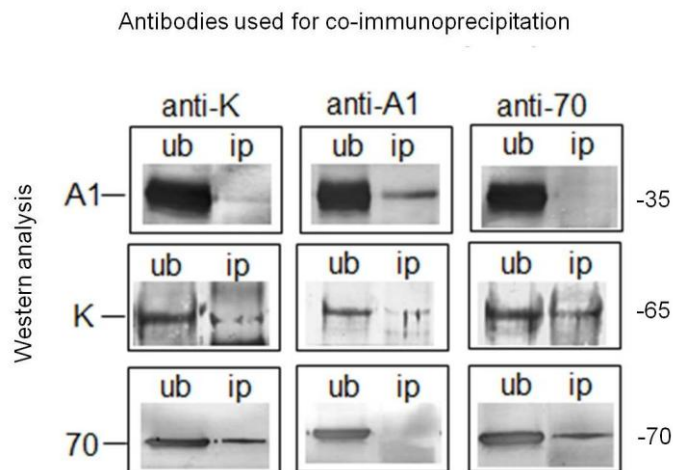 Antibodies used for co-immunoprecipitation
anti-K anti-A1 anti-70
ub ip ub ip ub ip
A1 -35
ub ip ub ip ub ip
K -65
ub ip ub ip ub ip
70 -70
Western analysis